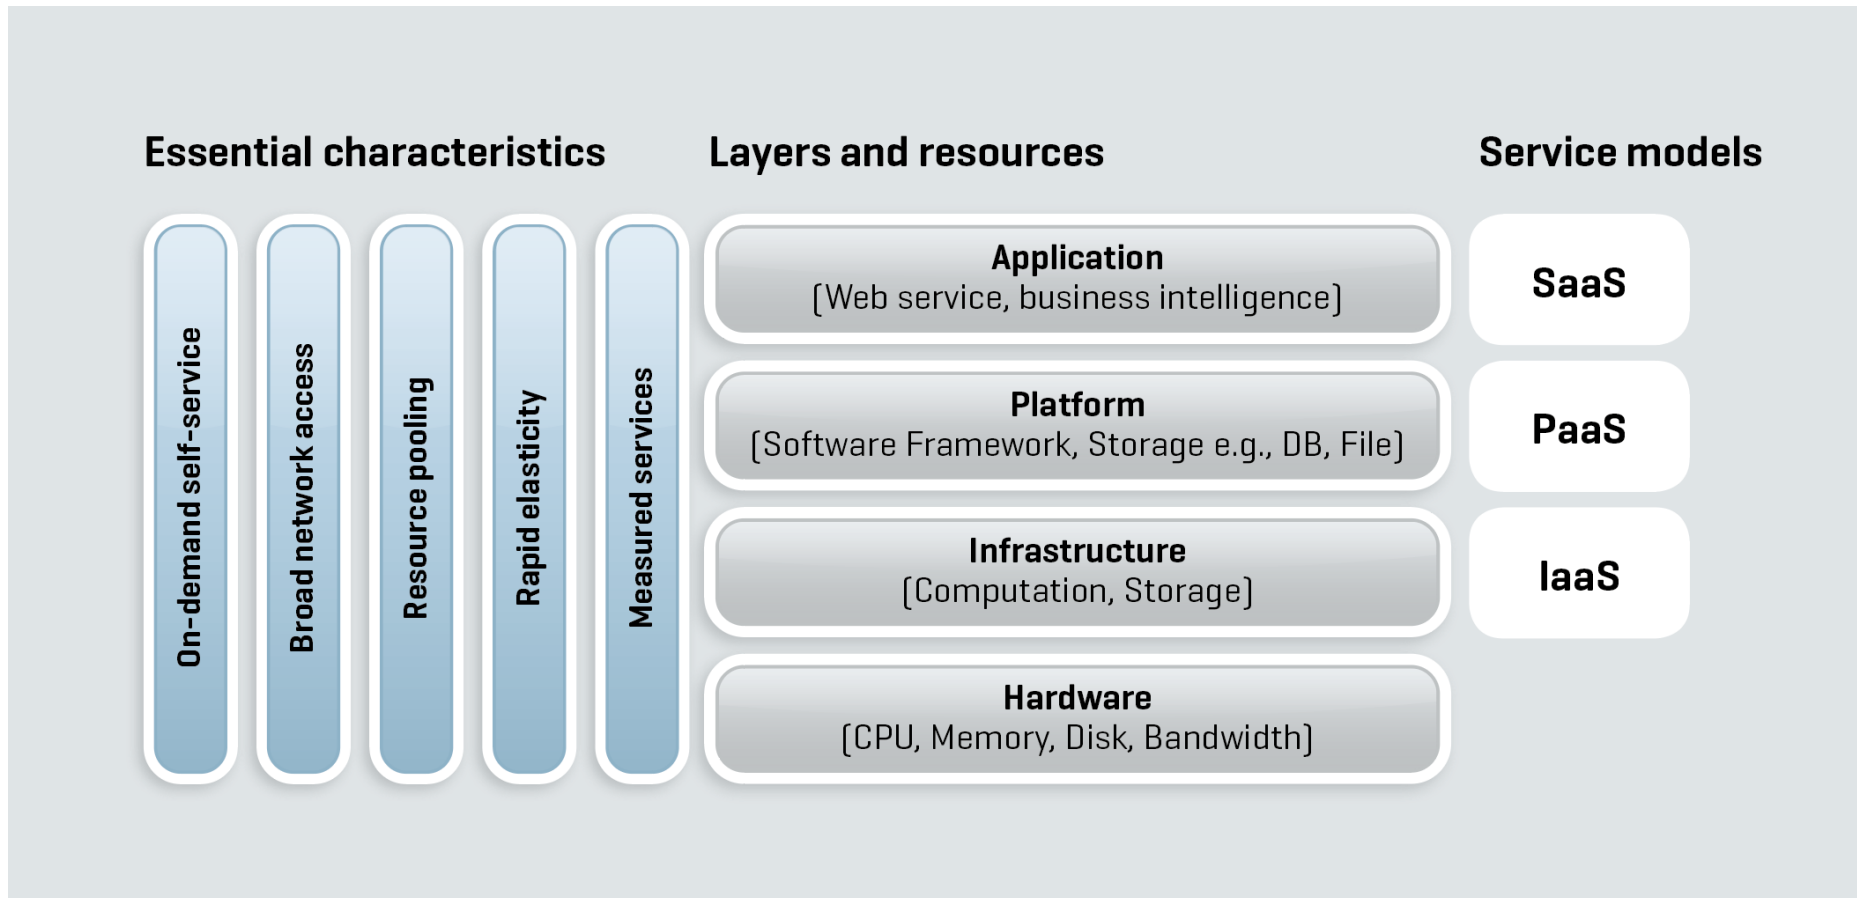 Essential characteristics
Layers and resources
Service models
On-demand self-service
Broad network access
Resource pooling
Rapid elasticity
Measured services
Application
(Web service, business intelligence)
SaaS
Platform
(Software Framework, Storage e.g., DB, File)
PaaS
Infrastructure
(Computation, Storage)
IaaS
Hardware
(CPU, Memory, Disk, Bandwidth)